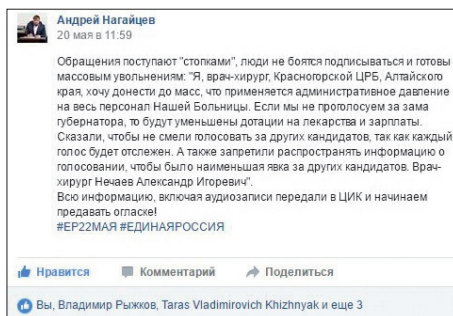 Андрей Нагайцев
20 мая в 11:59
Обращения поступают "стопками", люди не боятся подписываться и готовы
массовым увольнениям: "Я, врач-хирург, Красногорской ЦРБ, Алтайского
края, хочу донести до масс, что применяется административное давление
на весь персонал Нашей Больницы. Если мы не проголосуем за зама
губернатора, то будут уменьшены дотации на лекарства и зарплаты.
Сказали, чтобы не смели голосовать за других кандидатов, так как каждый
голос будет отслежен. А также запретили распространять информацию о
голосовании, чтобы было наименьшая явка за других кандидатов. Врач-
хирург Нечаев Александр Игоревич".
Всю информацию, включая аудиозаписи передали в ЦИК и начинаем
предавать огласке!
#ЕР22МАЯ #ЕДИНАЯРОССИЯ
Нравится Комментарий Поделиться
Вы, Владимир Рыжков, Taras Vladimirovich Khizhnyak и еще 3